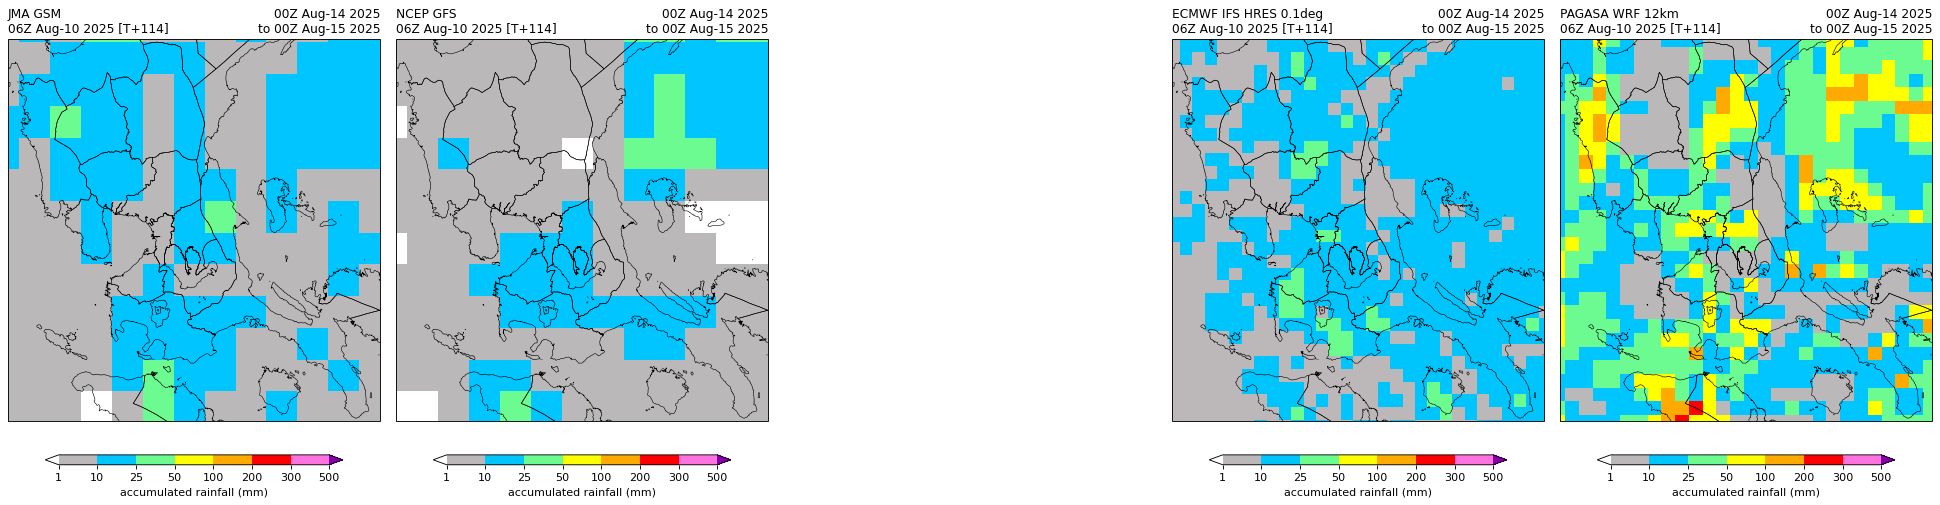 JMA GSM 00Z Aug-14 2025
06Z Aug-10 2025 [T+114] to 00Z Aug-15 2025
NCEP GFS 00Z Aug-14 2025
06Z Aug-10 2025 [T+114] to 00Z Aug-15 2025
ECMWF IFS HRES 0.1deg 00Z Aug-14 2025
06Z Aug-10 2025 [T+114] to 00Z Aug-15 2025
PAGASA WRF 12km 00Z Aug-14 2025
06Z Aug-10 2025 [T+114] to 00Z Aug-15 2025
1 10 25 50 100 200 300 500
accumulated rainfall (mm)
1 10 25 50 100 200 300 500
accumulated rainfall (mm)
1 10 25 50 100 200 300 500
accumulated rainfall (mm)
1 10 25 50 100 200 300 500
accumulated rainfall (mm)